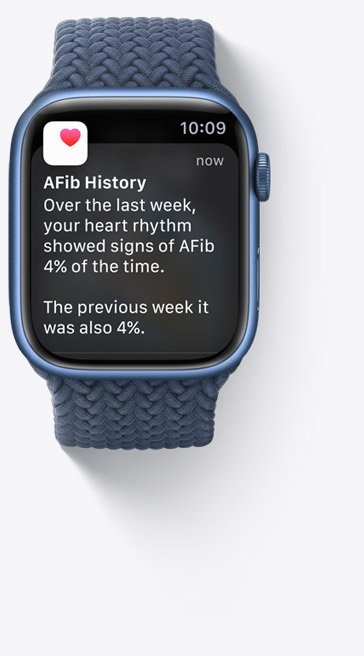 10:09
now
AFib History
Over the last week,
your heart rhythm
showed signs of AFib
4% of the time.
The previous week it
was also 4%.